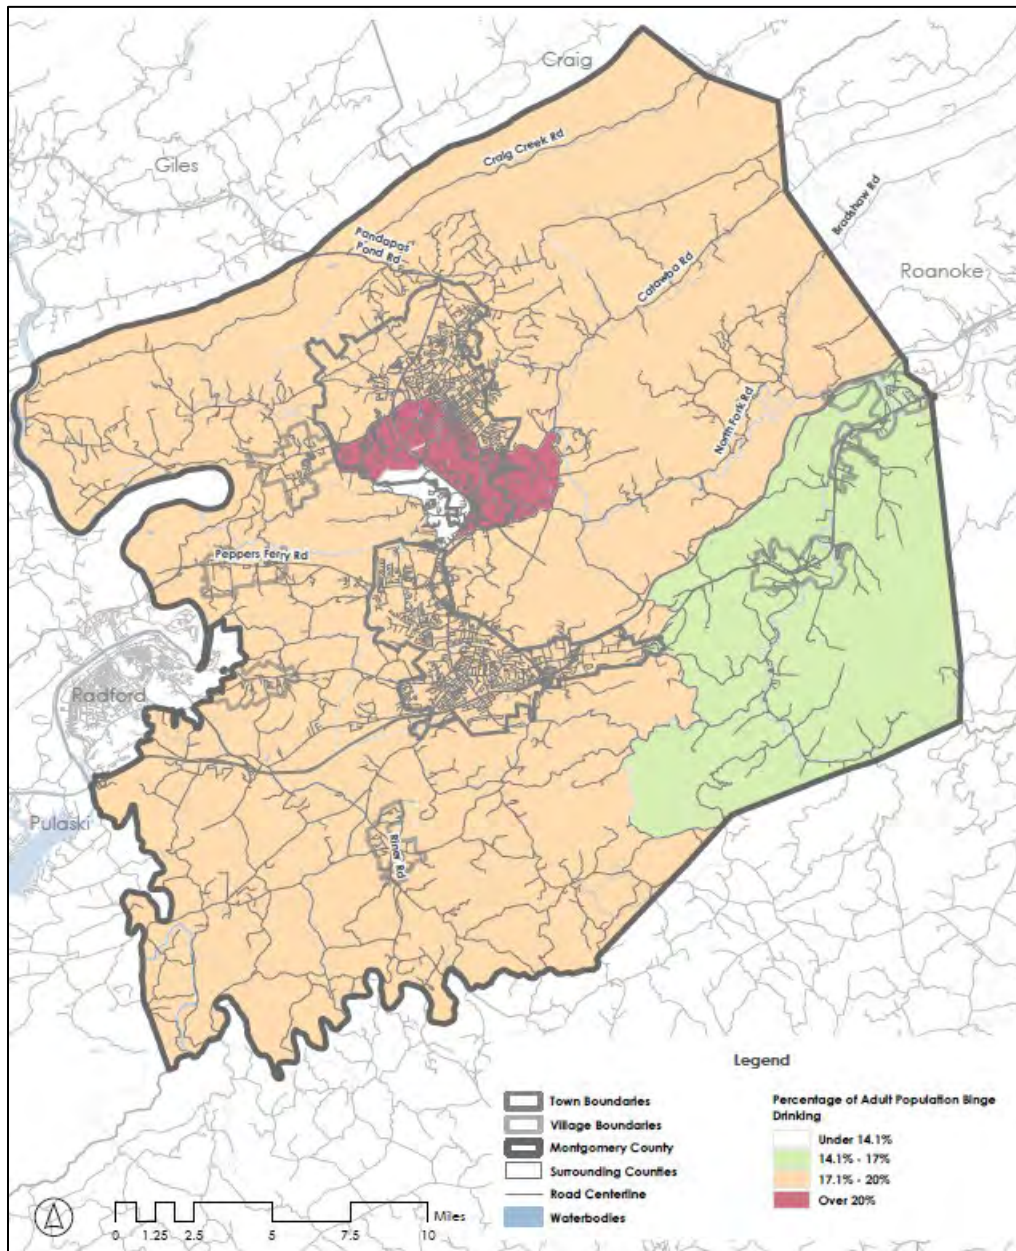 Craig
Craig Creek Rd
Giles
Bradshaw Rd
Pandapas
Pond Rd
Catawba Rd
Roanoke
North Fork Rd
Peppers Ferry Rd
Radford
Pulaski
Riner Rd
Legend
Town Boundaries
Village Boundaries
Montgomery County
Surrounding Counties
Road Centerline
Waterbodies
Percentage of Adult Population Binge
Drinking
Under 14.1%
14.1% - 17%
17.1% - 20%
Over 20%
Miles
0 1.25 2.5 5 7.5 10